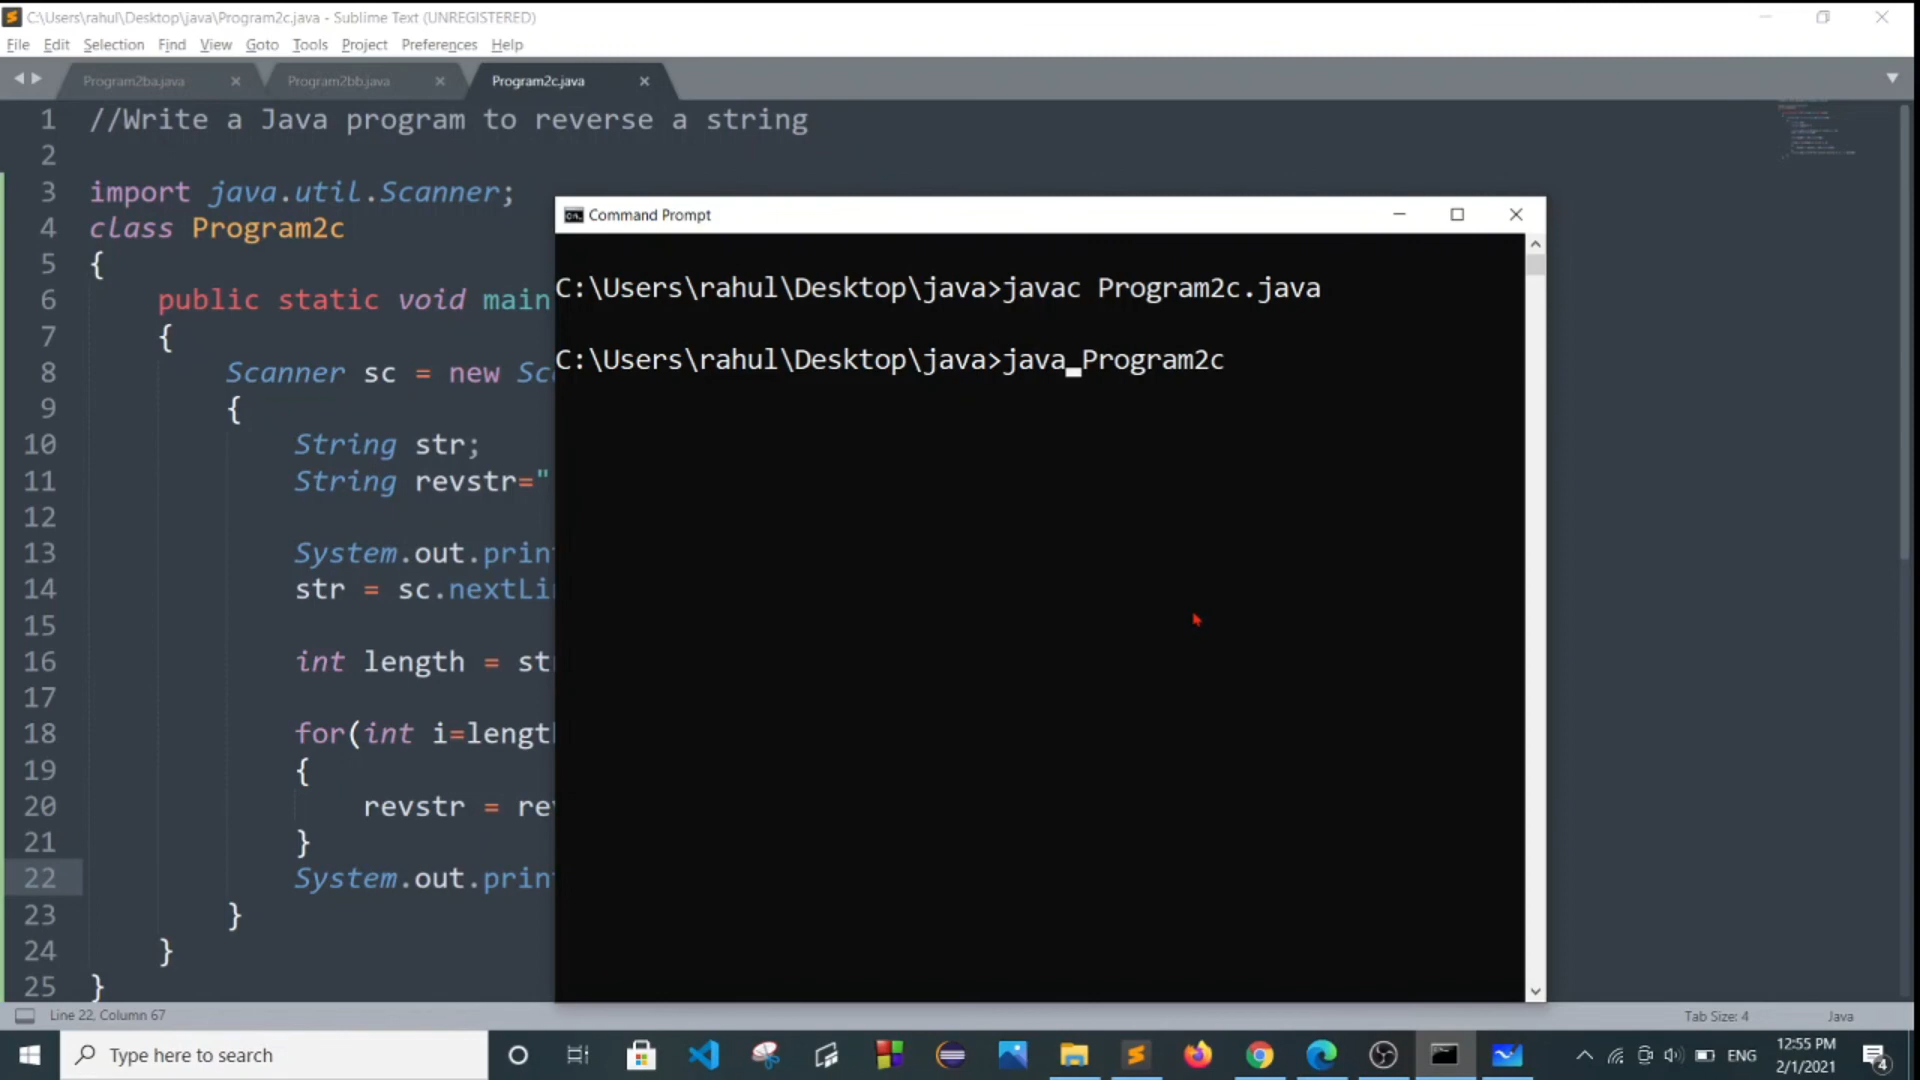 C:\Users\rahul\Desktop\java\Program2c.java - Sublime Text (UNREGISTERED)
File Edit Selection Find View Goto Tools Project Preferences Help
Program2ba.java Program2bb.java Program2c.java
1 //Write a Java program to reverse a string
2
3 import java.util.Scanner;
4 class Program2c
5 {
6 public static void main
7 {
8 Scanner sc = new Sc
9 {
10 String str;
11 String revstr="
12
13 System.out.prin
14 str = sc.nextLi
15
16 int length = st
17
18 for(int i=lengt
19 {
20 revstr = re
21 }
22 System.out.prin
23 }
24 }
25 }
Command Prompt
C:\Users\rahul\Desktop\java>javac Program2c.java
C:\Users\rahul\Desktop\java>java Program2c
Line 22, Column 67
Tab Size: 4 Java
Type here to search
ENG
12:55 PM
2/1/2021
4